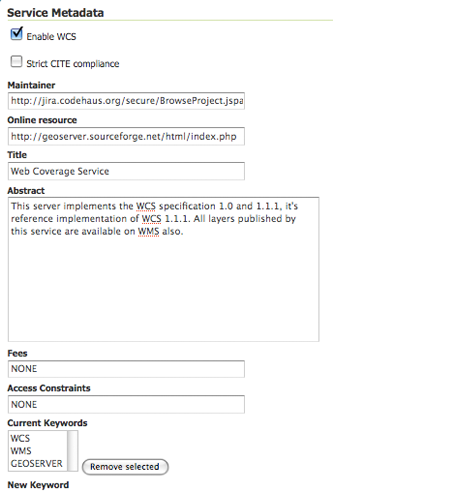 Service Metadata
Enable WCS
Strict CITE compliance
Maintainer
http://jira.codehaus.org/secure/BrowseProject.jspa
Online resource
http://geoserver.sourceforge.net/html/index.php
Title
Web Coverage Service
Abstract
This server implements the WCS specification 1.0 and 1.1.1, it's
reference implementation of WCS 1.1.1. All layers published by
this service are available on WMS also.
Fees
NONE
Access Constraints
NONE
Current Keywords
WCS
WMS
GEOSERVER
Remove selected
New Keyword